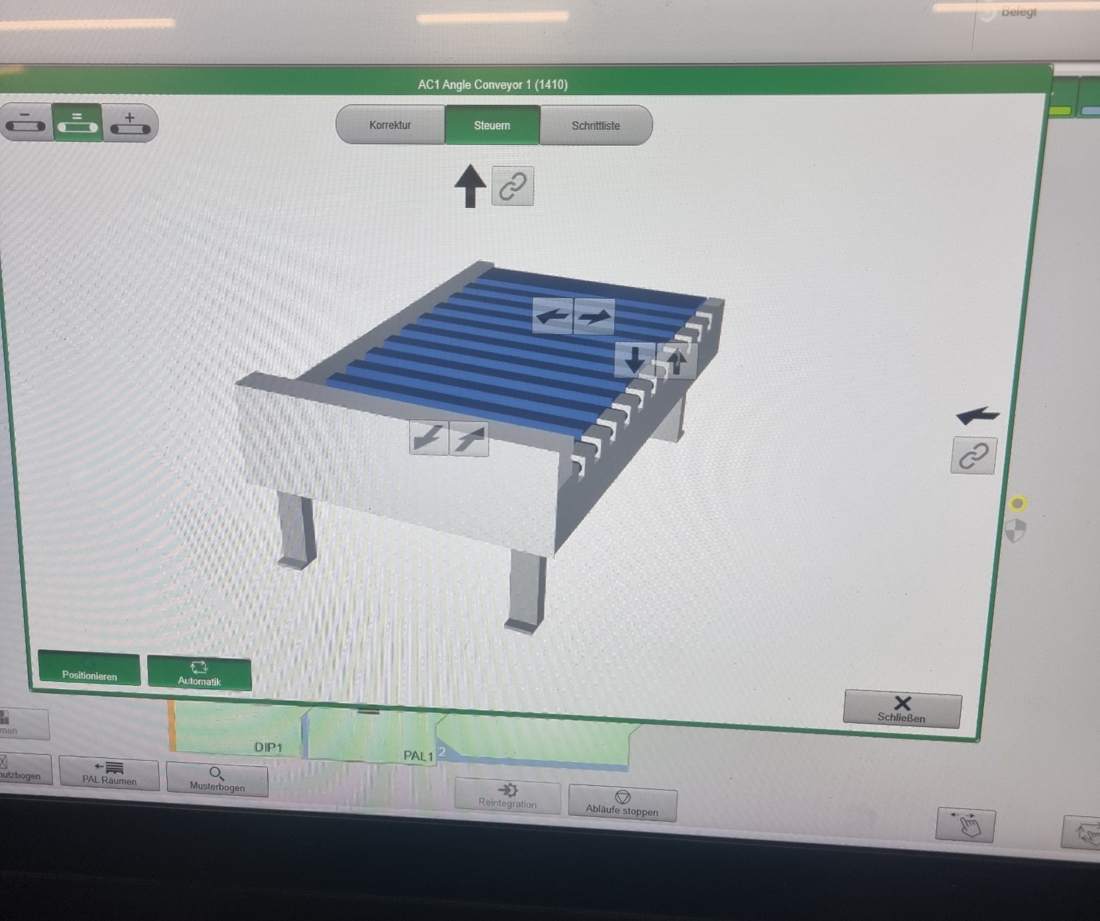 Belegt
AC1 Angle Conveyor 1 (1410)
Korrektur
Steuern
Schrittliste
Positionieren
Automatik
Schließen
DIP1
PAL1
2
PAL Räumen
Musterbogen
Reintegration
Abläufe stoppen